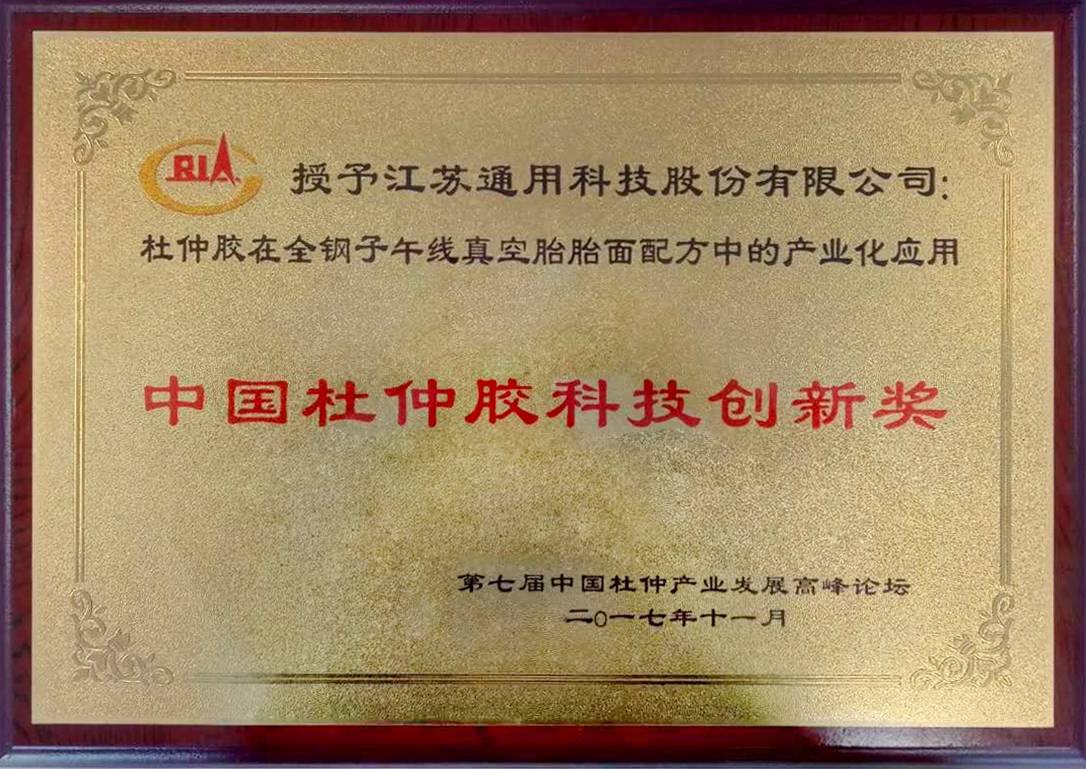 RIA 授予江苏通用科技股份有限公司:
杜仲胶在全钢子午线真空胎胎面配方中的产业化应用
中国杜仲胶科技创新奖
第七届中国杜仲产业发展高峰论坛
二〇一七年十一月